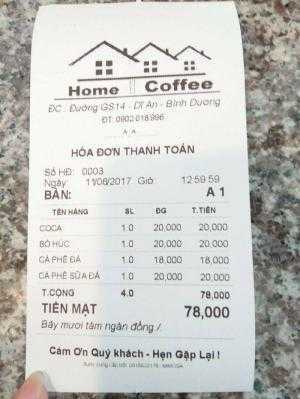 Home Coffee
ĐC : Đường GS14 - Dĩ An - Bình Dương
ĐT: 0902 018 996
HÓA ĐƠN THANH TOÁN
Số HĐ: 0003
Ngày: 11/06/2017 Giờ: 12:59:59
BÀN: A 1
TÊN HÀNG SL ĐG T.TIỀN
COCA 1.0 20,000 20,000
BÒ HÚC 1.0 20,000 20,000
CÀ PHÊ ĐÁ 1.0 18,000 18,000
CÀ PHÊ SỮA ĐÁ 1.0 20,000 20,000
T.CỘNG 4.0 78,000
TIỀN MẶT 78,000
Bảy mươi tám ngàn đồng /.
Cám Ơn Quý khách - Hẹn Gặp Lại !